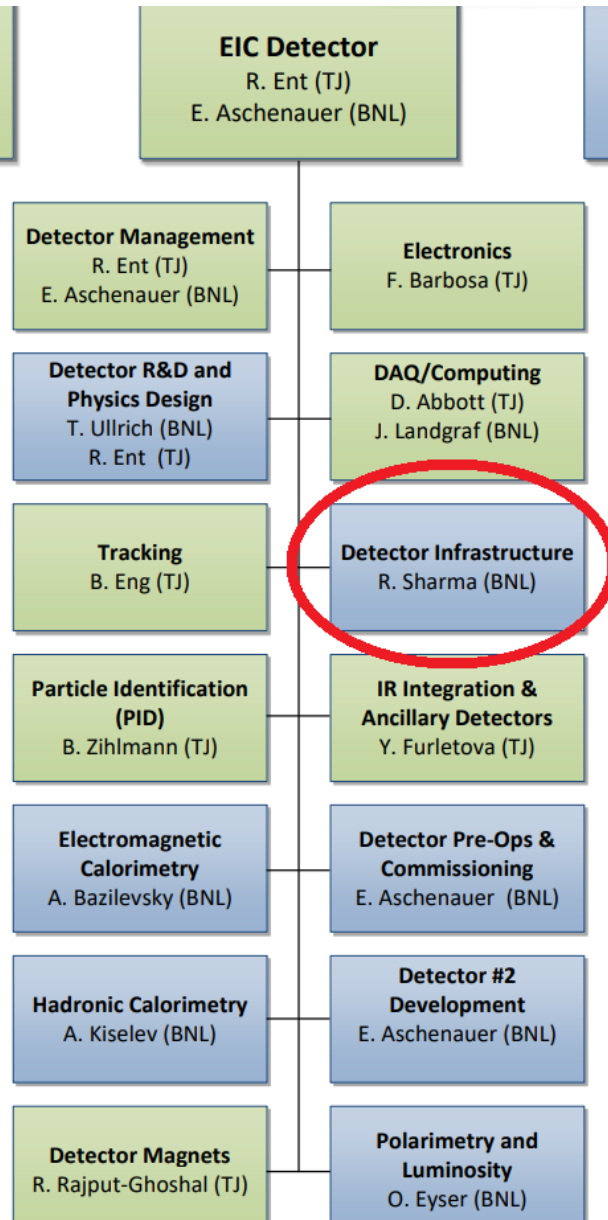 EIC Detector
R. Ent (TJ)
E. Aschenauer (BNL)
Detector Management
R. Ent (TJ)
E. Aschenauer (BNL)
Electronics
F. Barbosa (TJ)
Detector R&D and
Physics Design
T. Ullrich (BNL)
R. Ent (TJ)
DAQ/Computing
D. Abbott (TJ)
J. Landgraf (BNL)
Tracking
B. Eng (TJ)
Detector Infrastructure
R. Sharma (BNL)
Particle Identification
(PID)
B. Zihlmann (TJ)
IR Integration &
Ancillary Detectors
Y. Furletova (TJ)
Electromagnetic
Calorimetry
A. Bazilevsky (BNL)
Detector Pre-Ops &
Commissioning
E. Aschenauer (BNL)
Hadronic Calorimetry
A. Kiselev (BNL)
Detector #2
Development
E. Aschenauer (BNL)
Detector Magnets
R. Rajput-Ghoshal (TJ)
Polarimetry and
Luminosity
O. Eyser (BNL)